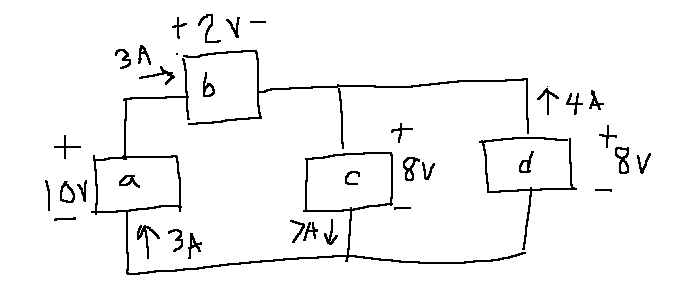 + 2V -
3A →
b
↑ 4A
+
10V
-
a
+
8V
-
c
d
+
8V
-
↑ 3A
7A ↓